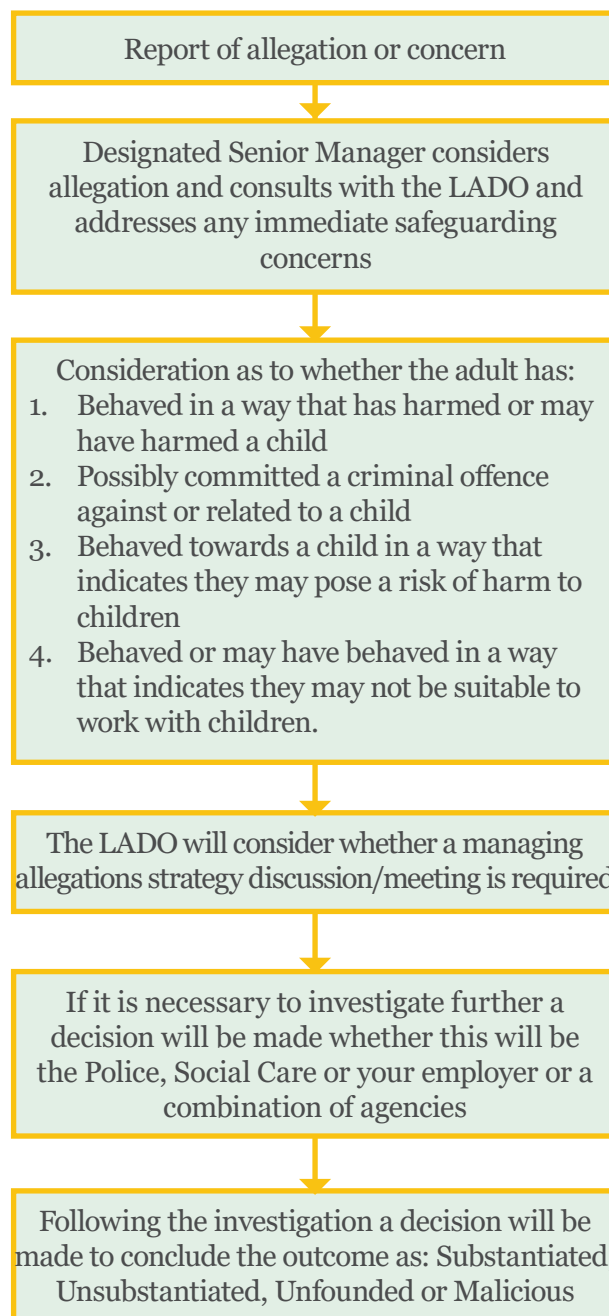 Report of allegation or concern
Designated Senior Manager considers
allegation and consults with the LADO and
addresses any immediate safeguarding
concerns
Consideration as to whether the adult has:
1. Behaved in a way that has harmed or may
have harmed a child
2. Possibly committed a criminal offence
against or related to a child
3. Behaved towards a child in a way that
indicates they may pose a risk of harm to
children
4. Behaved or may have behaved in a way
that indicates they may not be suitable to
work with children.
The LADO will consider whether a managing
allegations strategy discussion/meeting is required
If it is necessary to investigate further a
decision will be made whether this will be
the Police, Social Care or your employer or a
combination of agencies
Following the investigation a decision will be
made to conclude the outcome as: Substantiated
Unsubstantiated, Unfounded or Malicious